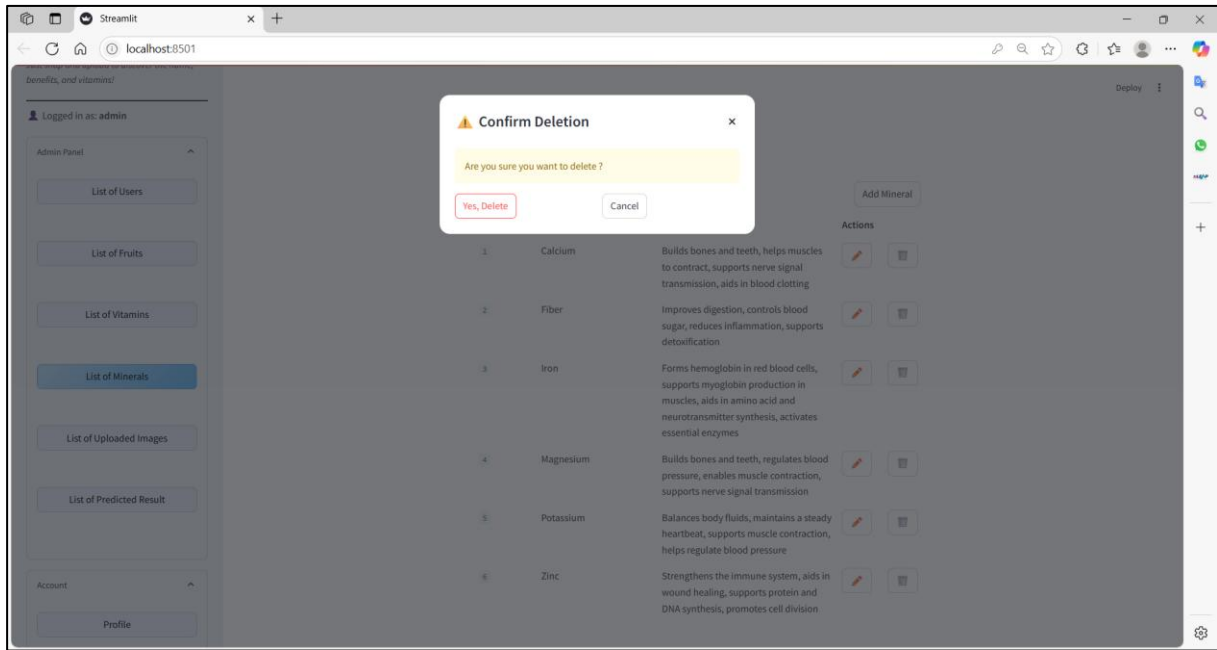 Streamlit
localhost:8501
benefits, and vitamins!
Logged in as: admin
Admin Panel
List of Users
List of Fruits
List of Vitamins
List of Minerals
List of Uploaded Images
List of Predicted Result
Account
Profile
Deploy
Confirm Deletion
Are you sure you want to delete ?
Yes, Delete
Cancel
Add Mineral
Actions
1 Calcium Builds bones and teeth, helps muscles
to contract, supports nerve signal
transmission, aids in blood clotting
2 Fiber Improves digestion, controls blood
sugar, reduces inflammation, supports
detoxification
3 Iron Forms hemoglobin in red blood cells,
supports myoglobin production in
muscles, aids in amino acid and
neurotransmitter synthesis, activates
essential enzymes
4 Magnesium Builds bones and teeth, regulates blood
pressure, enables muscle contraction,
supports nerve signal transmission
5 Potassium Balances body fluids, maintains a steady
heartbeat, supports muscle contraction,
helps regulate blood pressure
6 Zinc Strengthens the immune system, aids in
wound healing, supports protein and
DNA synthesis, promotes cell division